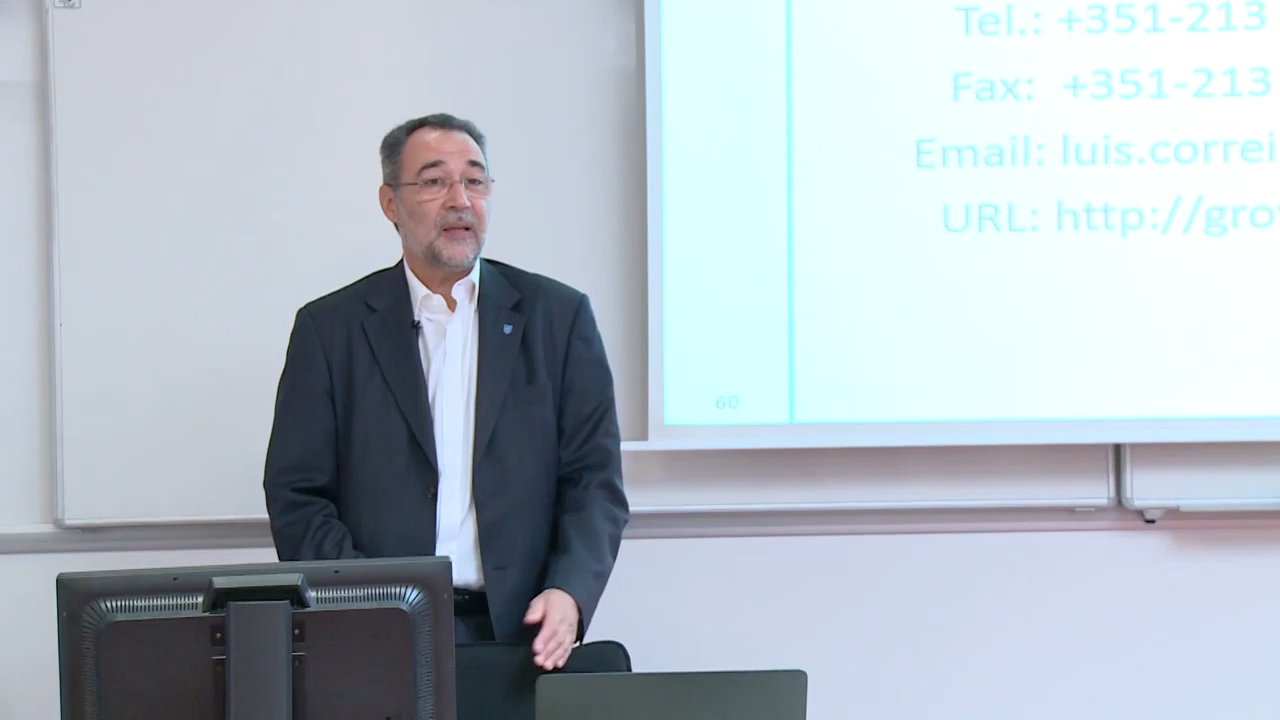 Tel.: +351-213
Fax: +351-213
Email: luis.correi
URL: http://gro
60